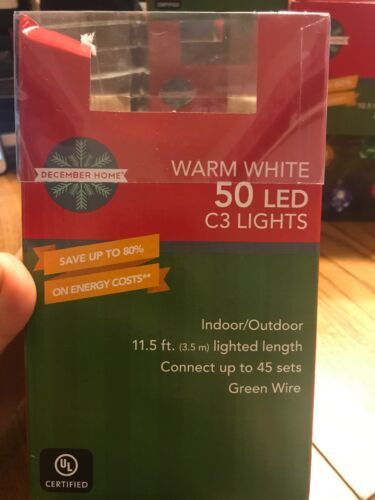 CERTIFIED
DECEMBER HOME
WARM WHITE
50 LED
C3 LIGHTS
SAVE UP TO 80%
ON ENERGY COSTS**
Indoor/Outdoor
11.5 ft. (3.5 m) lighted length
Connect up to 45 sets
Green Wire
UL
CERTIFIED